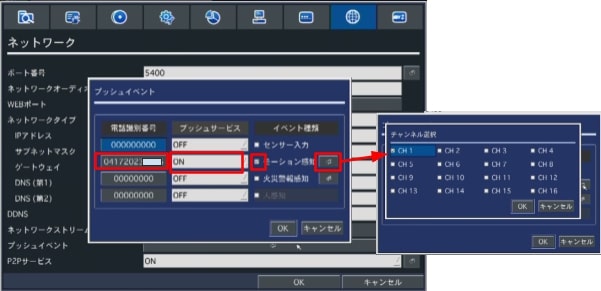 ネットワーク
ポート番号
5400
ネットワークオーディオ
WEBポート
ネットワークタイプ
IPアドレス
サブネットマスク
ゲートウェイ
DNS (第1)
DNS (第2)
DDNS
ネットワークストリーム
プッシュイベント
P2Pサービス
ON
OK
キャンセル
プッシュイベント
電話識別番号
プッシュサービス
イベント種類
000000000
OFF
センサー入力
0417202
ON
モーション感知
00000000
OFF
火災警報感知
00000000
OFF
人感知
OK
キャンセル
チャンネル選択
CH 1
CH 2
CH 3
CH 4
CH 5
CH 6
CH 7
CH 8
CH 9
CH 10
CH 11
CH 12
CH 13
CH 14
CH 15
CH 16
OK
キャンセル
OK
キャンセル